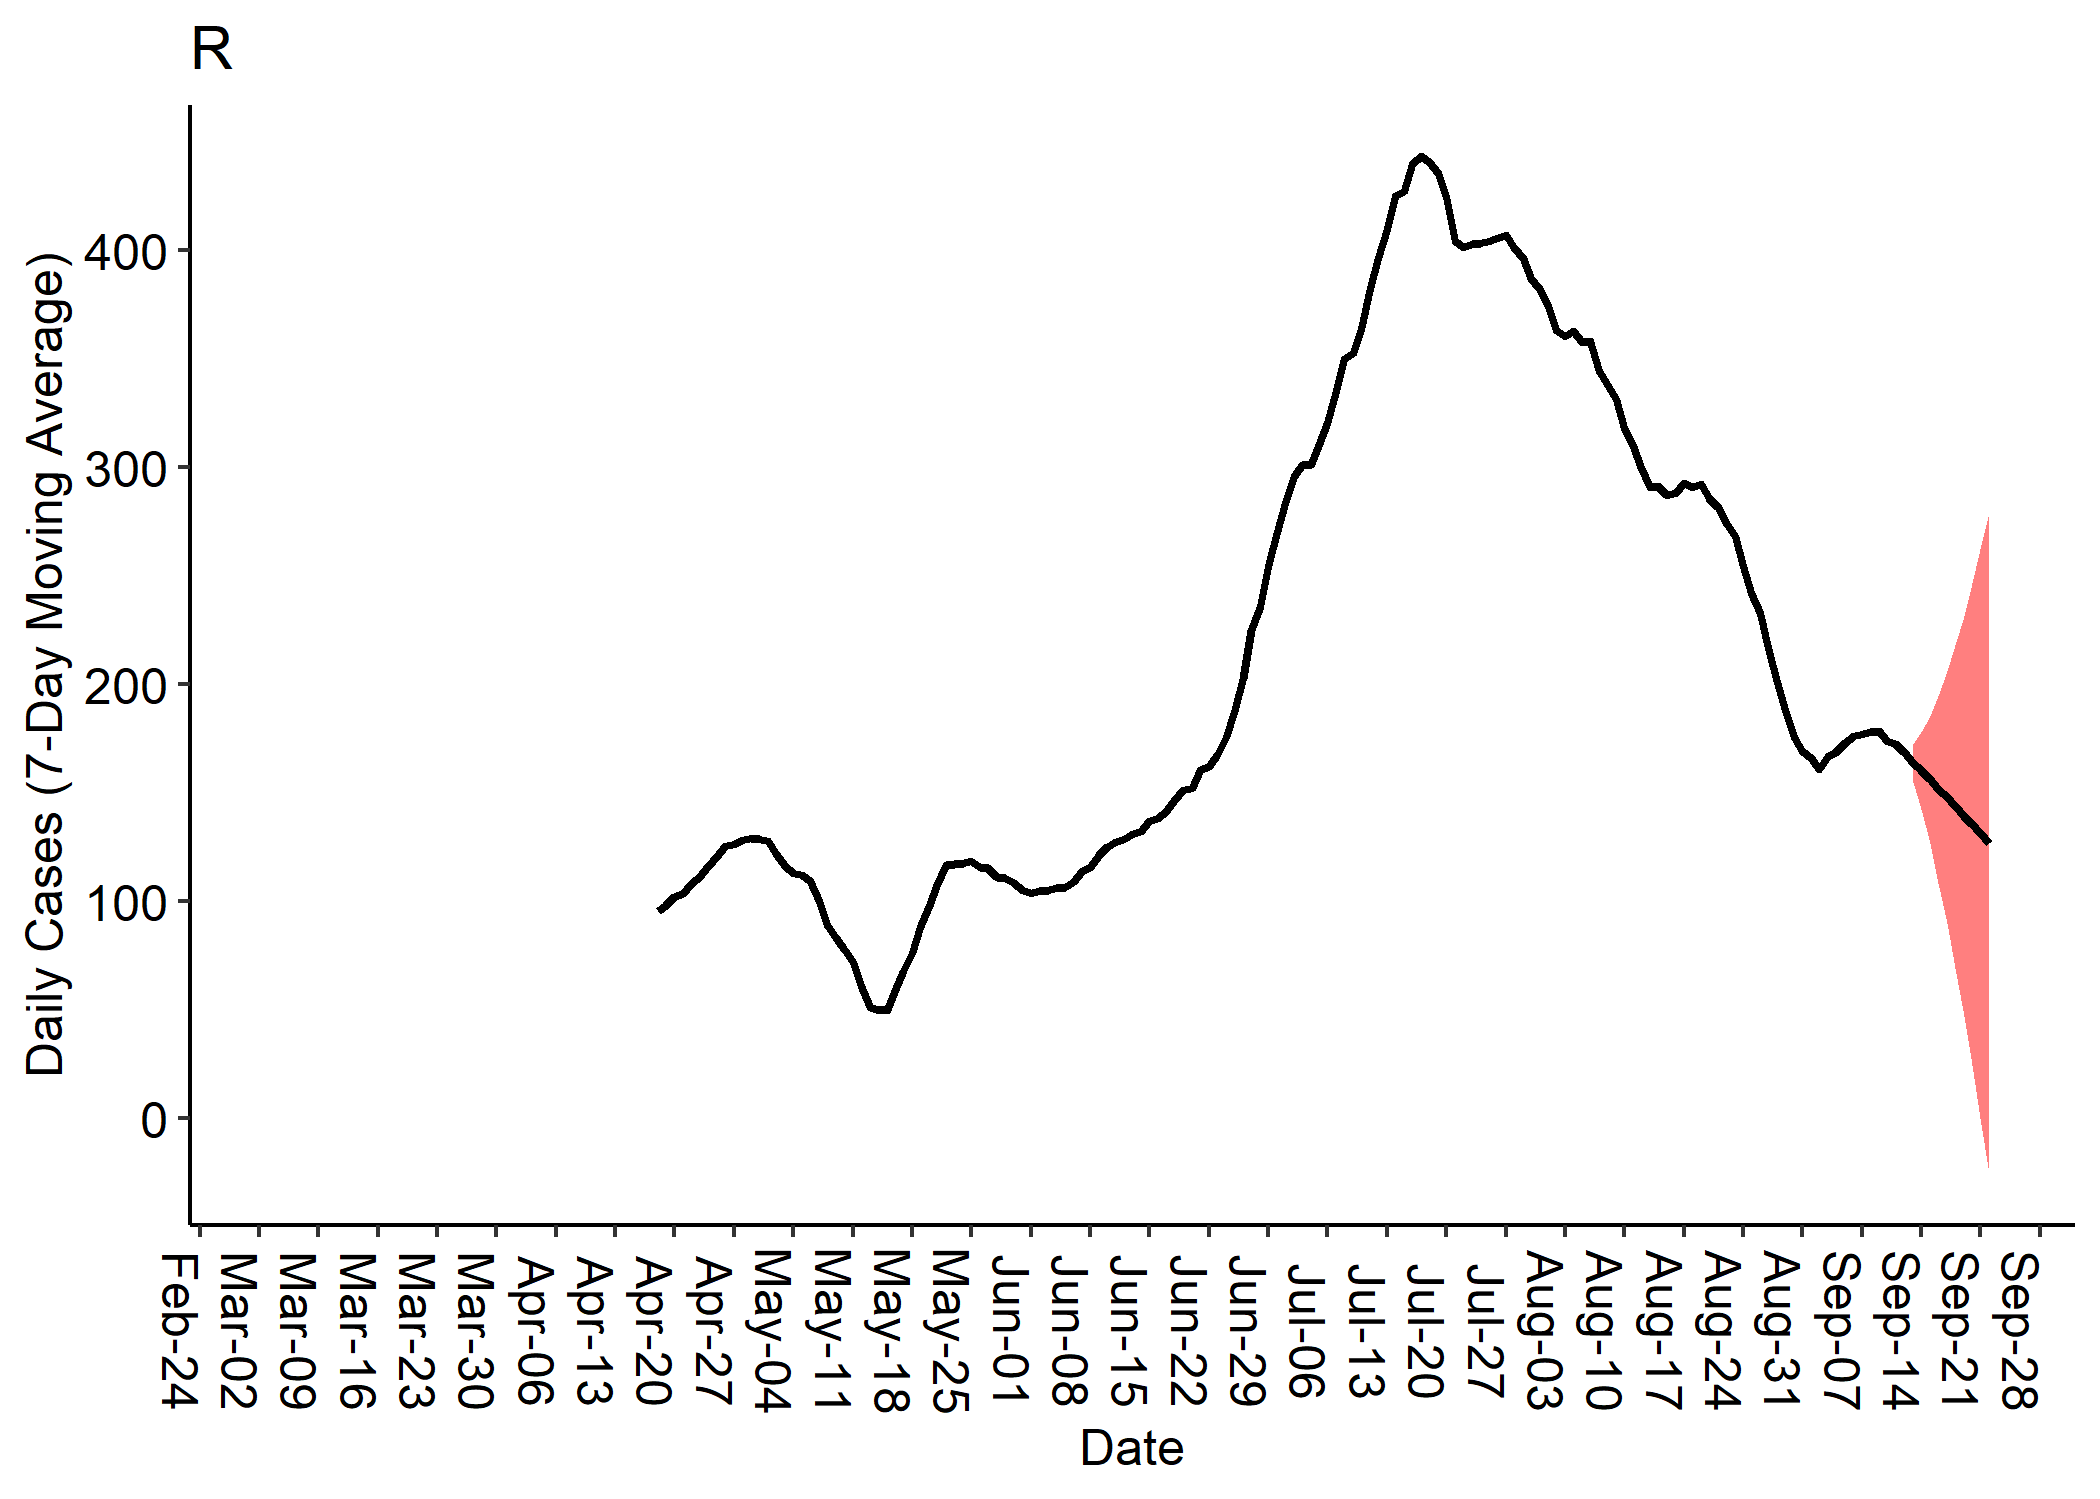 R
Daily Cases (7-Day Moving Average)
400
300
200
100
0
Feb-24
Mar-02
Mar-09
Mar-16
Mar-23
Mar-30
Apr-06
Apr-13
Apr-20
Apr-27
May-04
May-11
May-18
May-25
Jun-01
Jun-08
Jun-15
Jun-22
Jun-29
Jul-06
Jul-13
Jul-20
Jul-27
Aug-03
Aug-10
Aug-17
Aug-24
Aug-31
Sep-07
Sep-14
Sep-21
Sep-28
Date